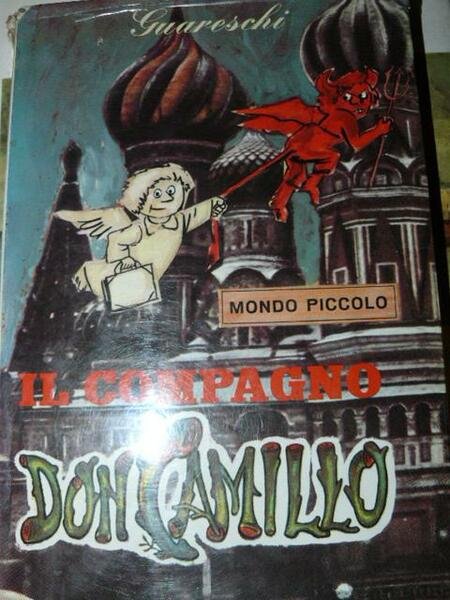 Guareschi
MONDO PICCOLO
IL COMPAGNO
DON CAMILLO